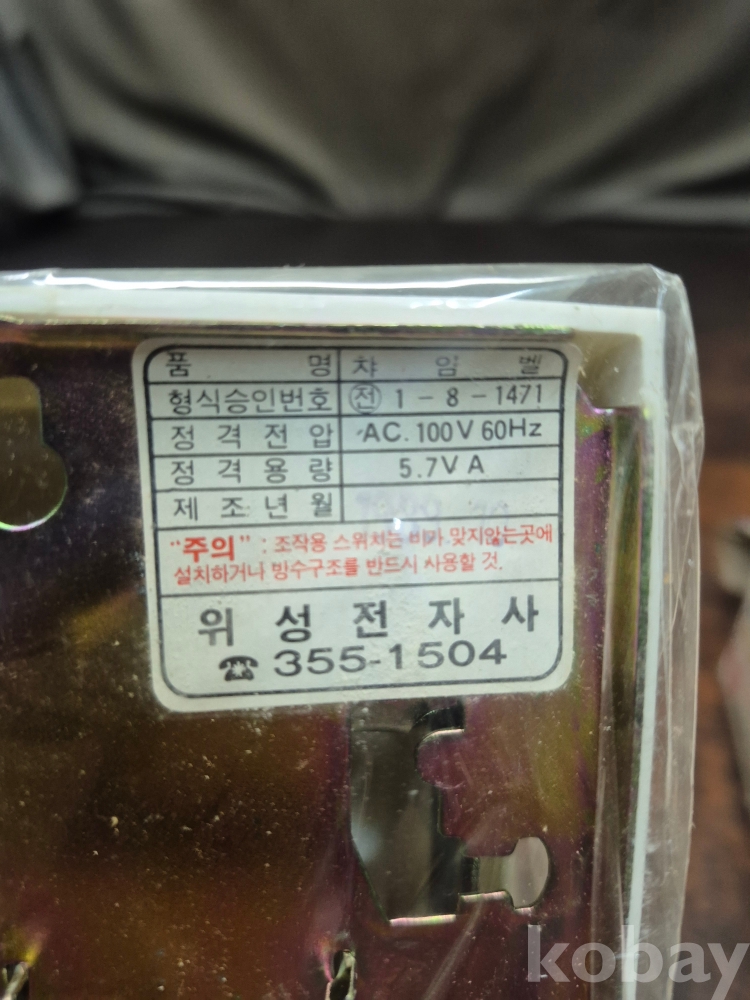 품 명 챠 임 벨
형식승인번호 ㉠ 1-8-1471
정격전압 AC. 100V 60Hz
정격용량 5.7VA
제조년월
"주의" : 조작용 스위치는 비가 맞지않는곳에
설치하거나 방수구조를 반드시 사용할 것.
위성전자사
☎ 355-1504
kobay